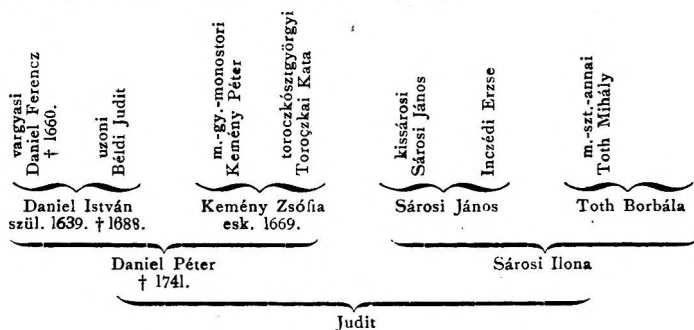 vargyasi
Daniel Ferencz
† 1660.
uzoni
Béldi Judit
m.-gy.-monostori
Kemény Péter
toroczkósztgyörgyi
Toroçzkai Kata
kissárosi
Sárosi János
Inczédi Erzse
m.-szt.-annai
Toth Mihály
Daniel István
szül. 1639. † 1688.
Kemény Zsófia
esk. 1669.
Sárosi János
Toth Borbála
Daniel Péter
† 1741.
Sárosi Ilona
Judit